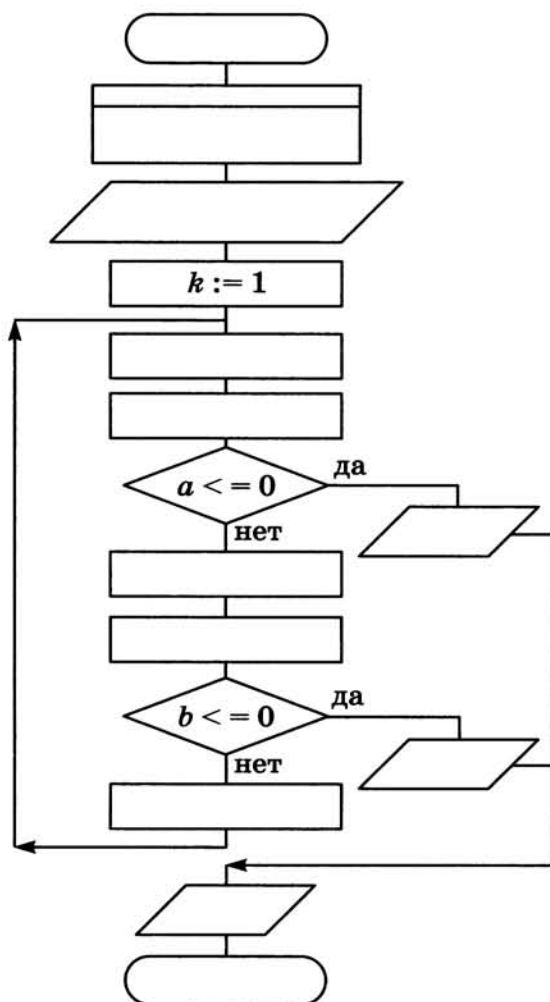 k := 1
a < = 0
да
нет
b < = 0
да
нет